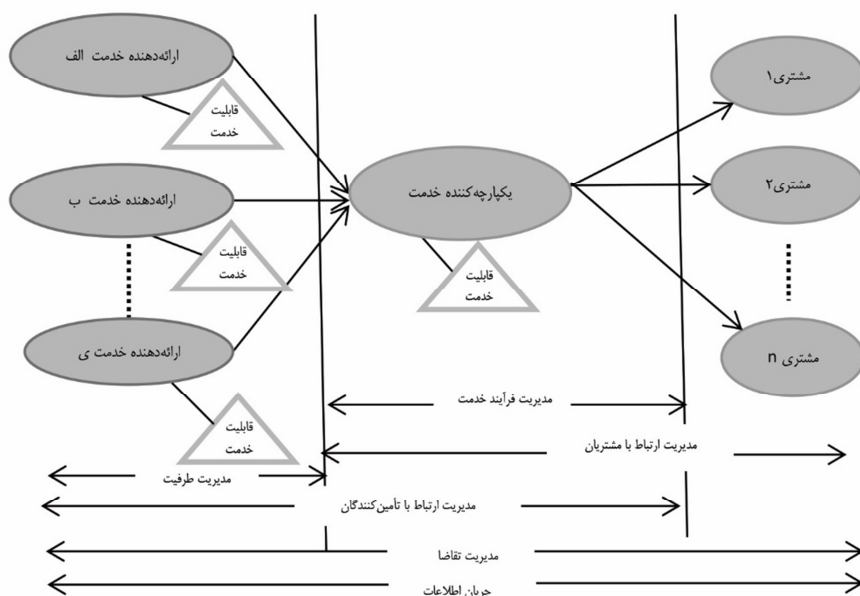 ارائه‌دهنده خدمت الف
قابلیت
خدمت
ارائه‌دهنده خدمت ب
قابلیت
خدمت
ارائه‌دهنده خدمت ی
قابلیت
خدمت
یکپارچه‌کننده خدمت
قابلیت
خدمت
مشتری۱
مشتری۲
مشتری n
مدیریت فرآیند خدمت
مدیریت ارتباط با مشتریان
مدیریت ظرفیت
مدیریت ارتباط با تأمین‌کنندگان
مدیریت تقاضا
جریان اطلاعات